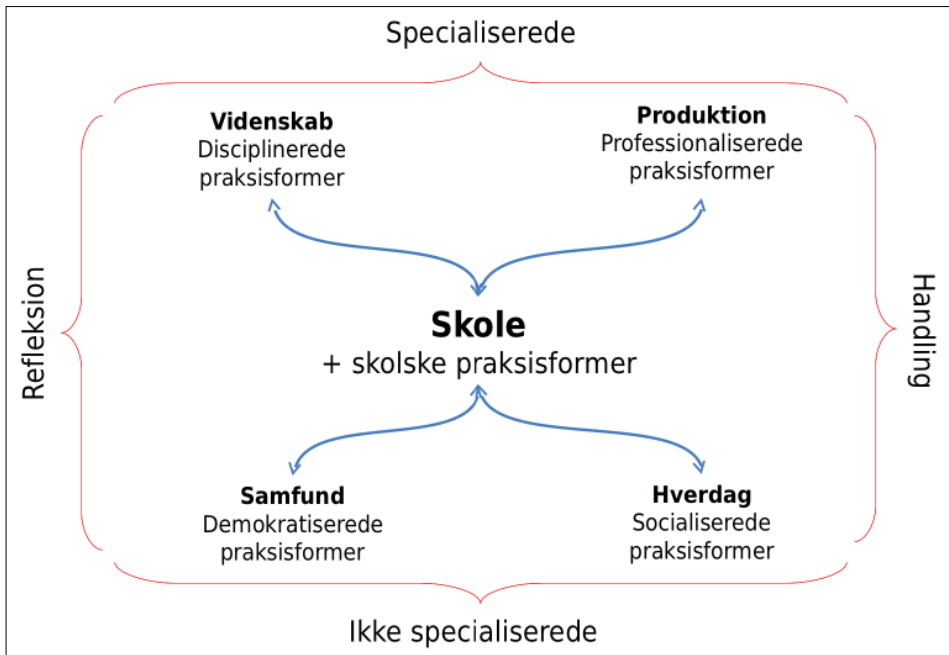 Specialiserede
Videnskab
Disciplinerede
praksisformer
Produktion
Professionaliserede
praksisformer
Refleksion
Handling
Skole
+ skolske praksisformer
Samfund
Demokratiserede
praksisformer
Hverdag
Socialiserede
praksisformer
Ikke specialiserede